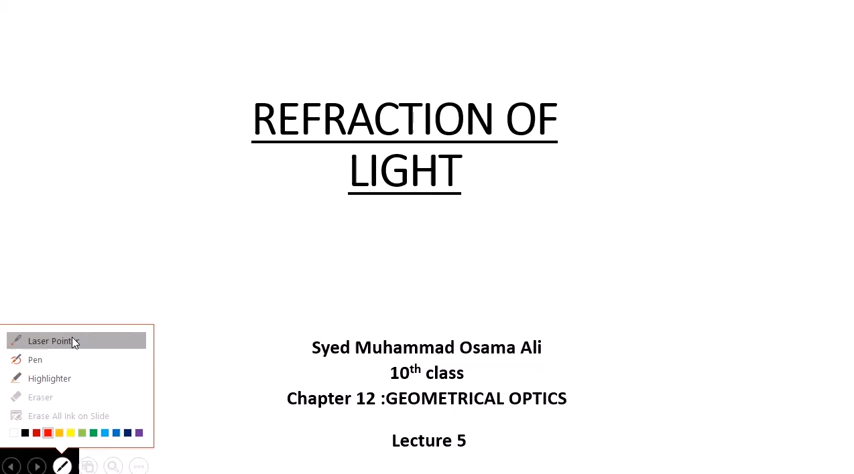 REFRACTION OF
LIGHT
Syed Muhammad Osama Ali
10th class
Chapter 12 :GEOMETRICAL OPTICS
Lecture 5
Laser Pointer
Pen
Highlighter
Eraser
Erase All Ink on Slide